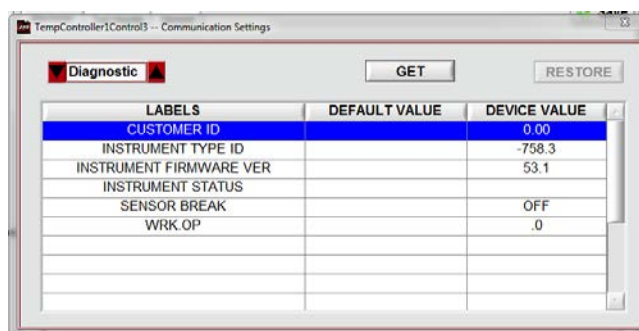 TempController1Control3 -- Communication Settings
Diagnostic GET RESTORE
LABELS DEFAULT VALUE DEVICE VALUE
CUSTOMER ID 0.00
INSTRUMENT TYPE ID -758.3
INSTRUMENT FIRMWARE VER 53.1
INSTRUMENT STATUS
SENSOR BREAK OFF
WRK.OP .0